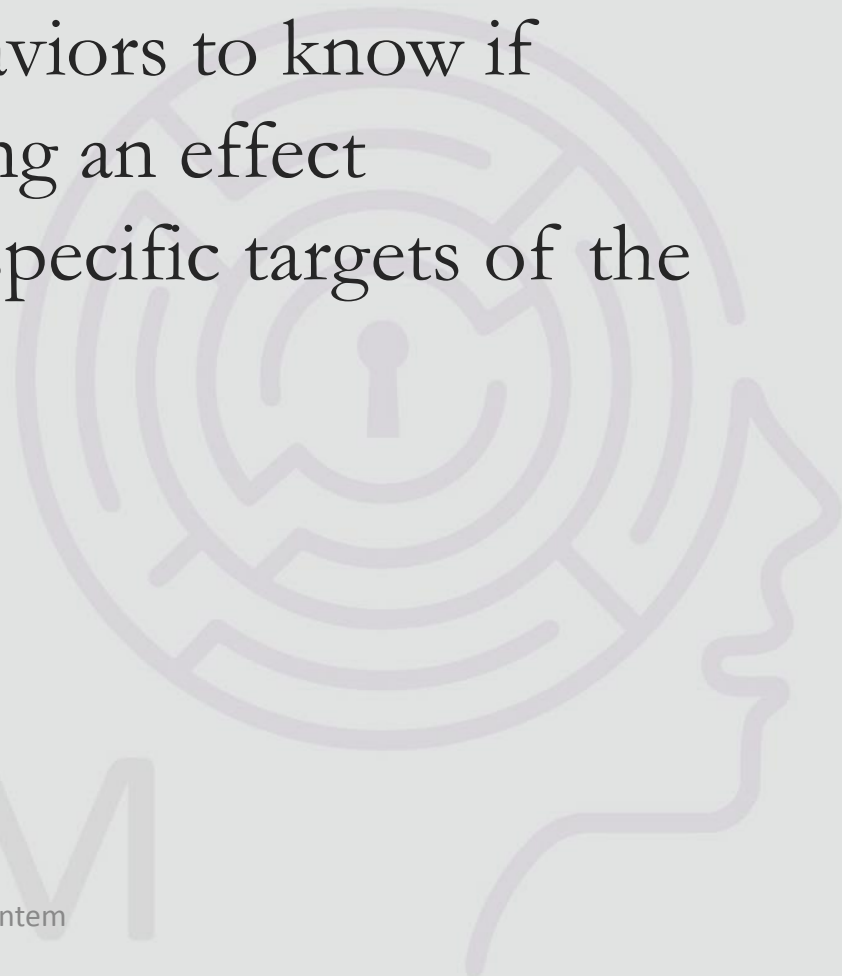 aviors to know if
ng an effect
specific targets of the
M
ntem